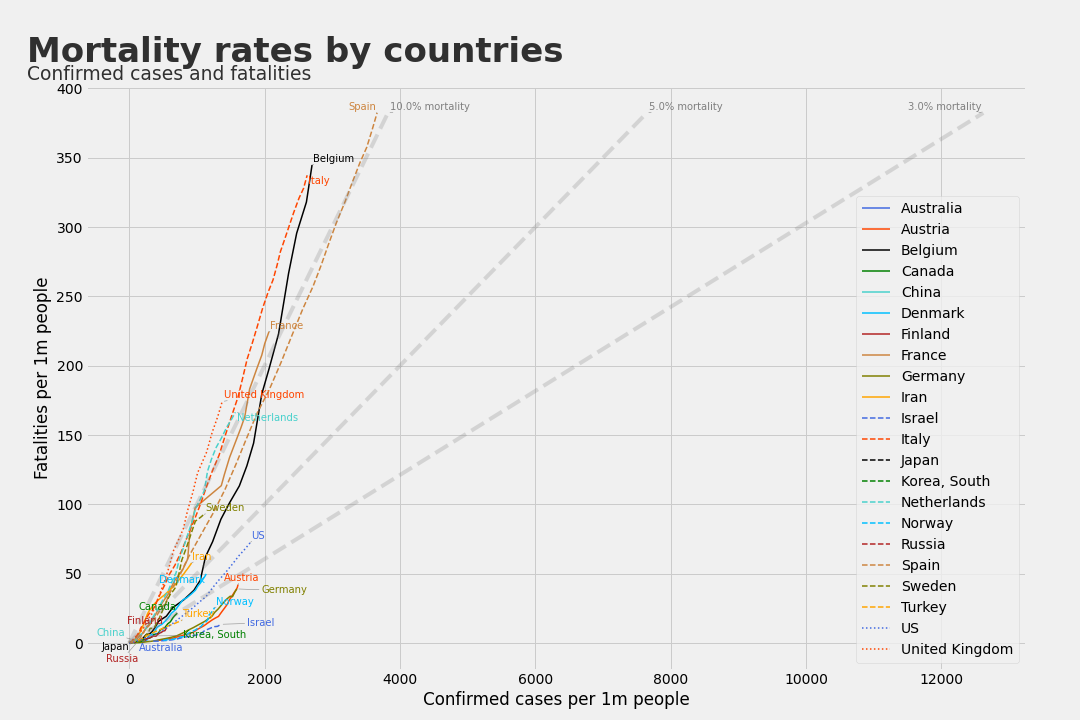 Mortality rates by countries
Confirmed cases and fatalities
400
350
300
250
200
150
100
50
0
Fatalities per 1m people
0
2000
4000
6000
8000
10000
12000
Confirmed cases per 1m people
Spain
10.0% mortality
5.0% mortality
3.0% mortality
Belgium
Italy
France
United Kingdom
Netherlands
Sweden
US
Iran
Denmark
Austria
Germany
Norway
Canada
Turkey
Finland
Israel
China
Korea, South
Japan
Australia
Russia
Australia
Austria
Belgium
Canada
China
Denmark
Finland
France
Germany
Iran
Israel
Italy
Japan
Korea, South
Netherlands
Norway
Russia
Spain
Sweden
Turkey
US
United Kingdom